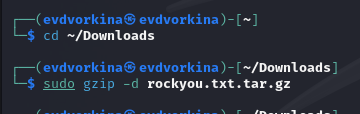 ┌──(evdvorkina㉿evdvorkina)-[~]
└─$ cd ~/Downloads
┌──(evdvorkina㉿evdvorkina)-[~/Downloads]
└─$ sudo gzip -d rockyou.txt.tar.gz